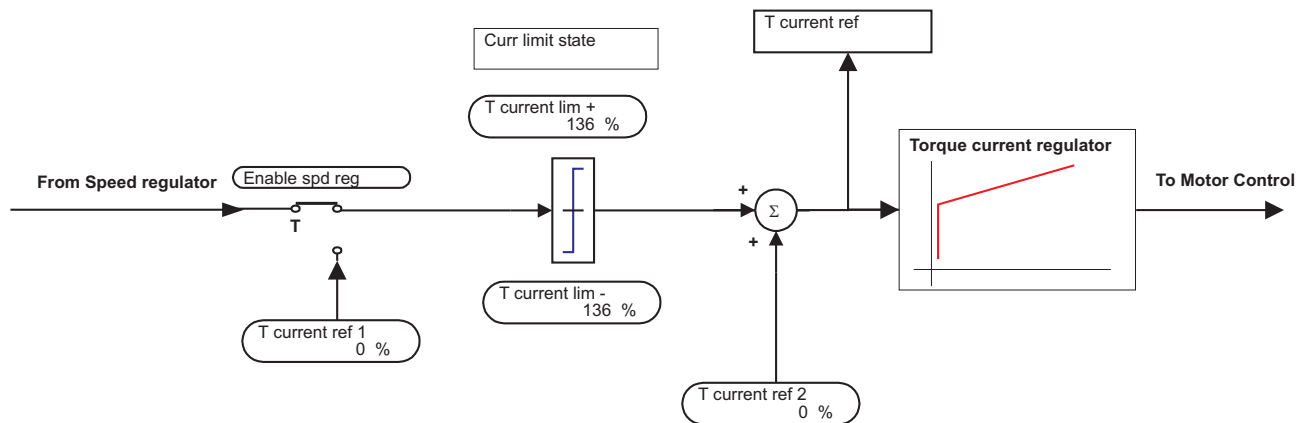 T current ref
Curr limit state
T current lim +
136 %
Torque current regulator
From Speed regulator
Enable spd reg
To Motor Control
+
Σ
T
+
T current lim -
136 %
T current ref 1
0 %
T current ref 2
0 %